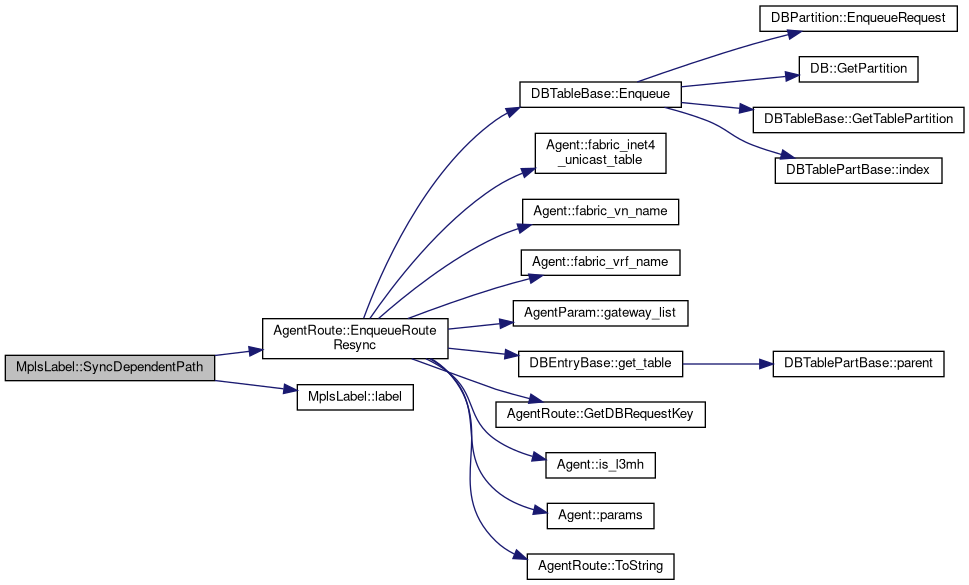 DBPartition::EnqueueRequest
DB::GetPartition
DBTableBase::Enqueue
DBTableBase::GetTablePartition
Agent::fabric_inet4
_unicast_table
DBTablePartBase::index
Agent::fabric_vn_name
Agent::fabric_vrf_name
AgentParam::gateway_list
AgentRoute::EnqueueRoute
Resync
MplsLabel::SyncDependentPath
DBEntryBase::get_table
DBTablePartBase::parent
MplsLabel::label
AgentRoute::GetDBRequestKey
Agent::is_l3mh
Agent::params
AgentRoute::ToString